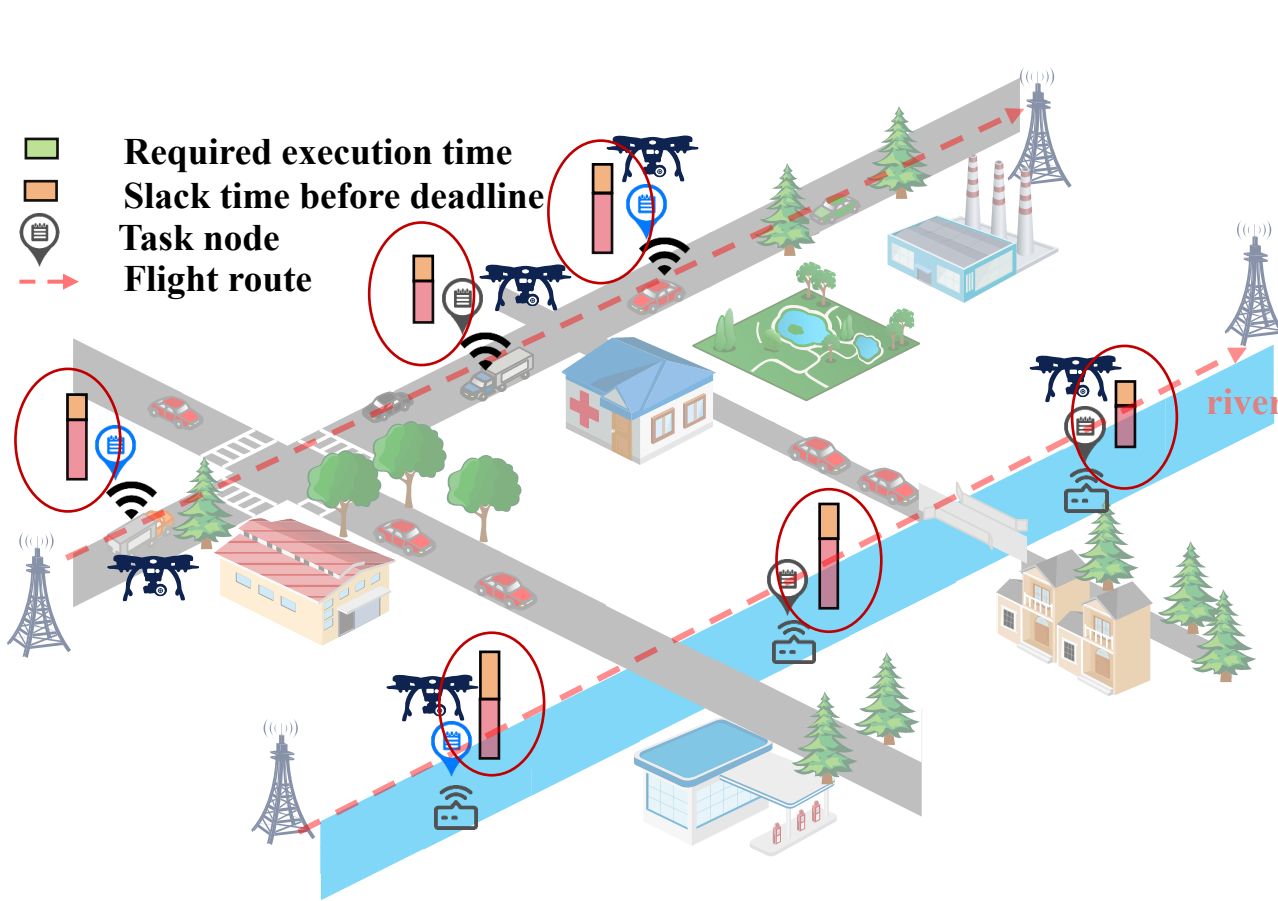 Required execution time
Slack time before deadline
Task node
Flight route
river